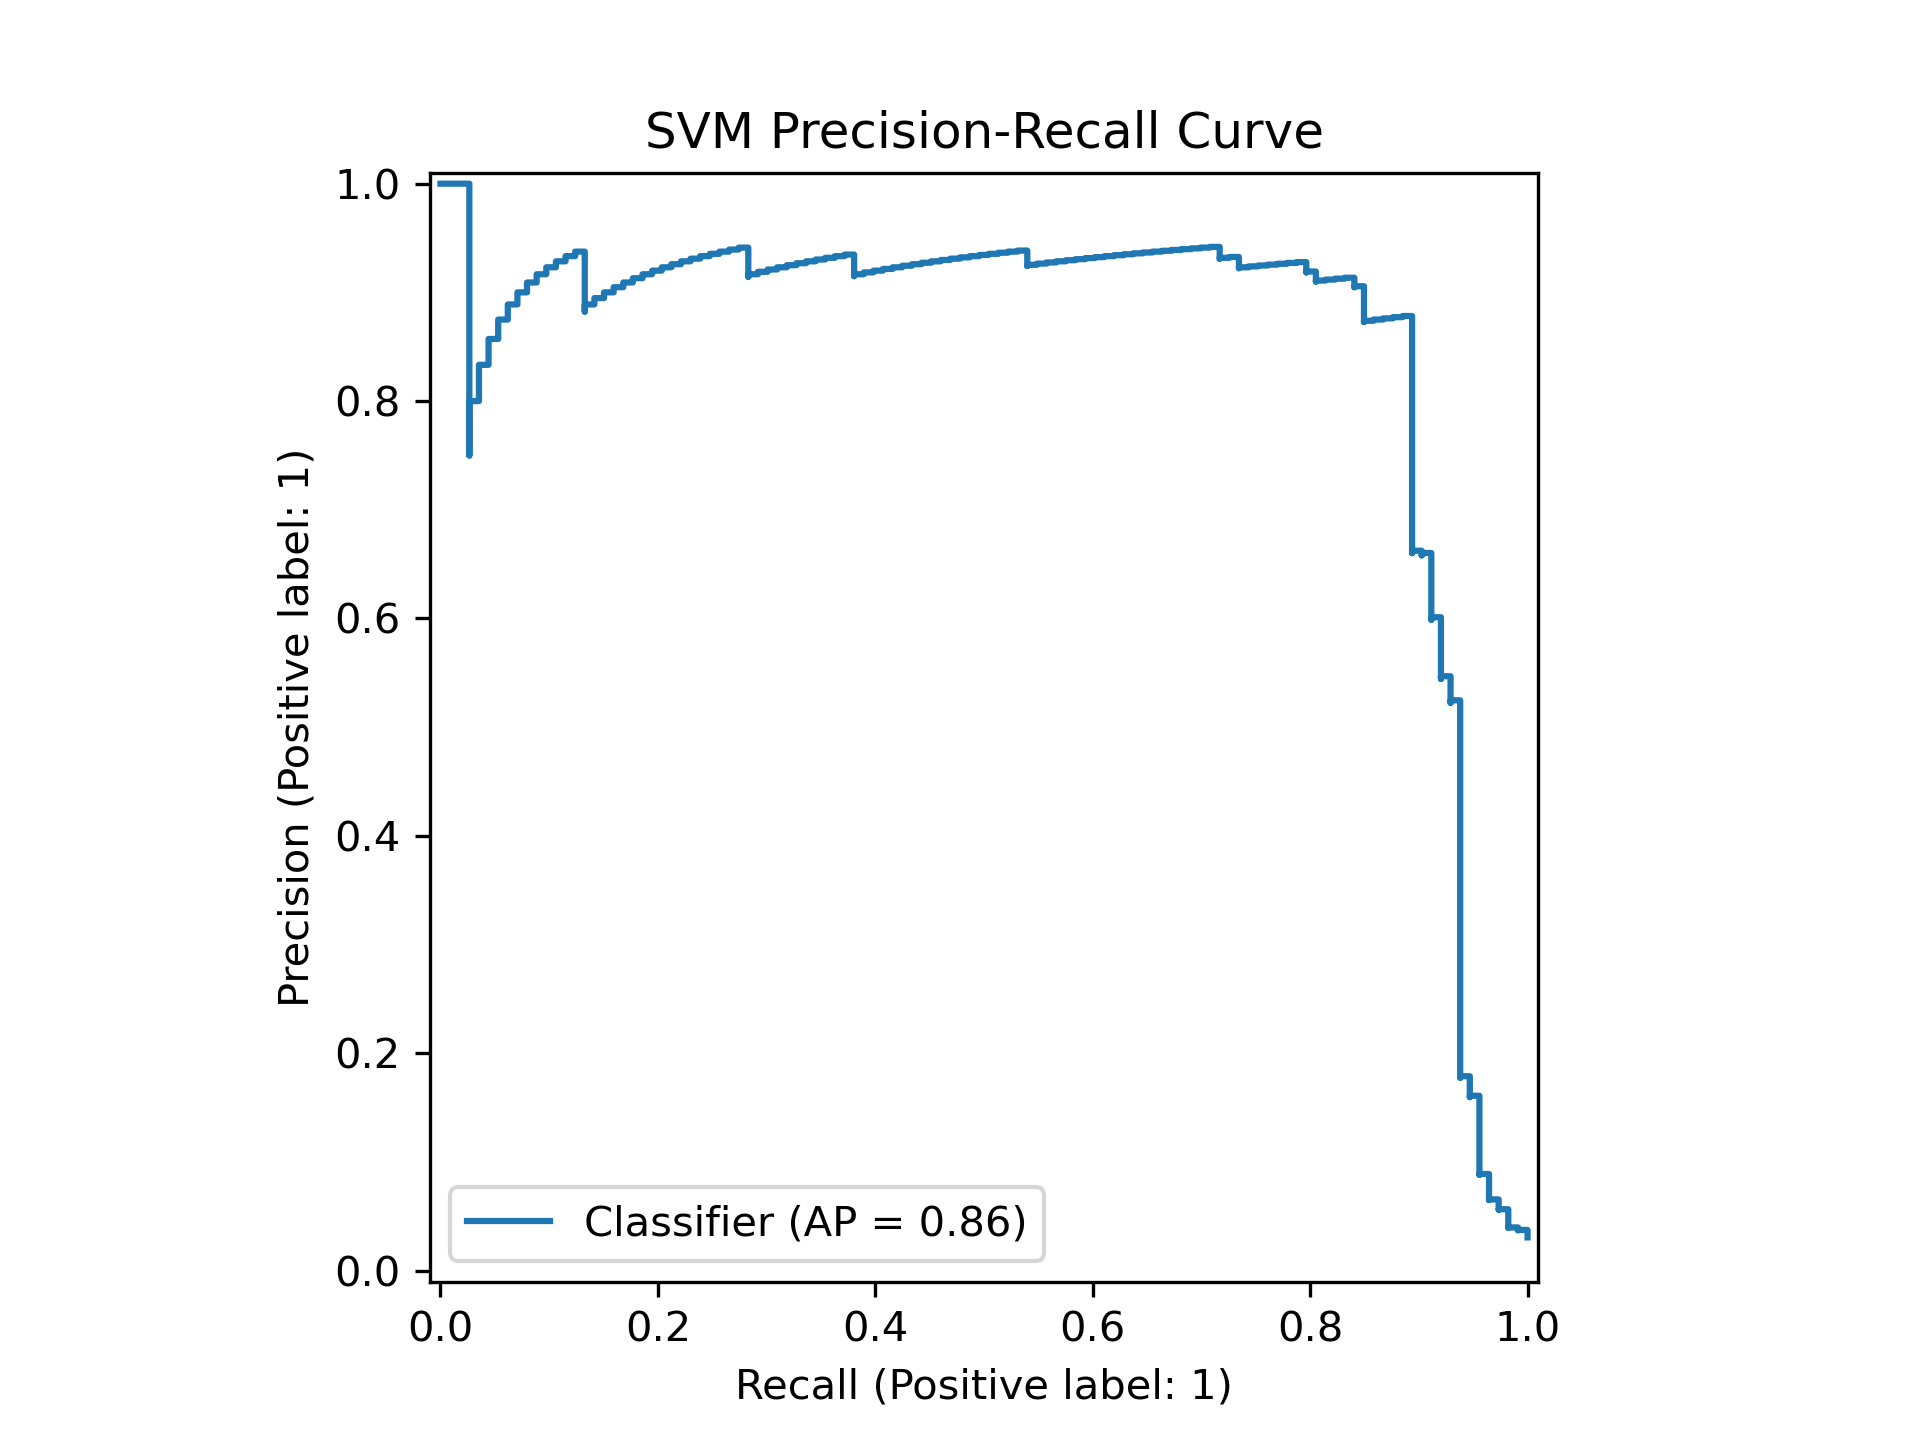 SVM Precision-Recall Curve
1.0
0.8
0.6
0.4
0.2
0.0
Precision (Positive label: 1)
Classifier (AP = 0.86)
0.0 0.2 0.4 0.6 0.8 1.0
Recall (Positive label: 1)